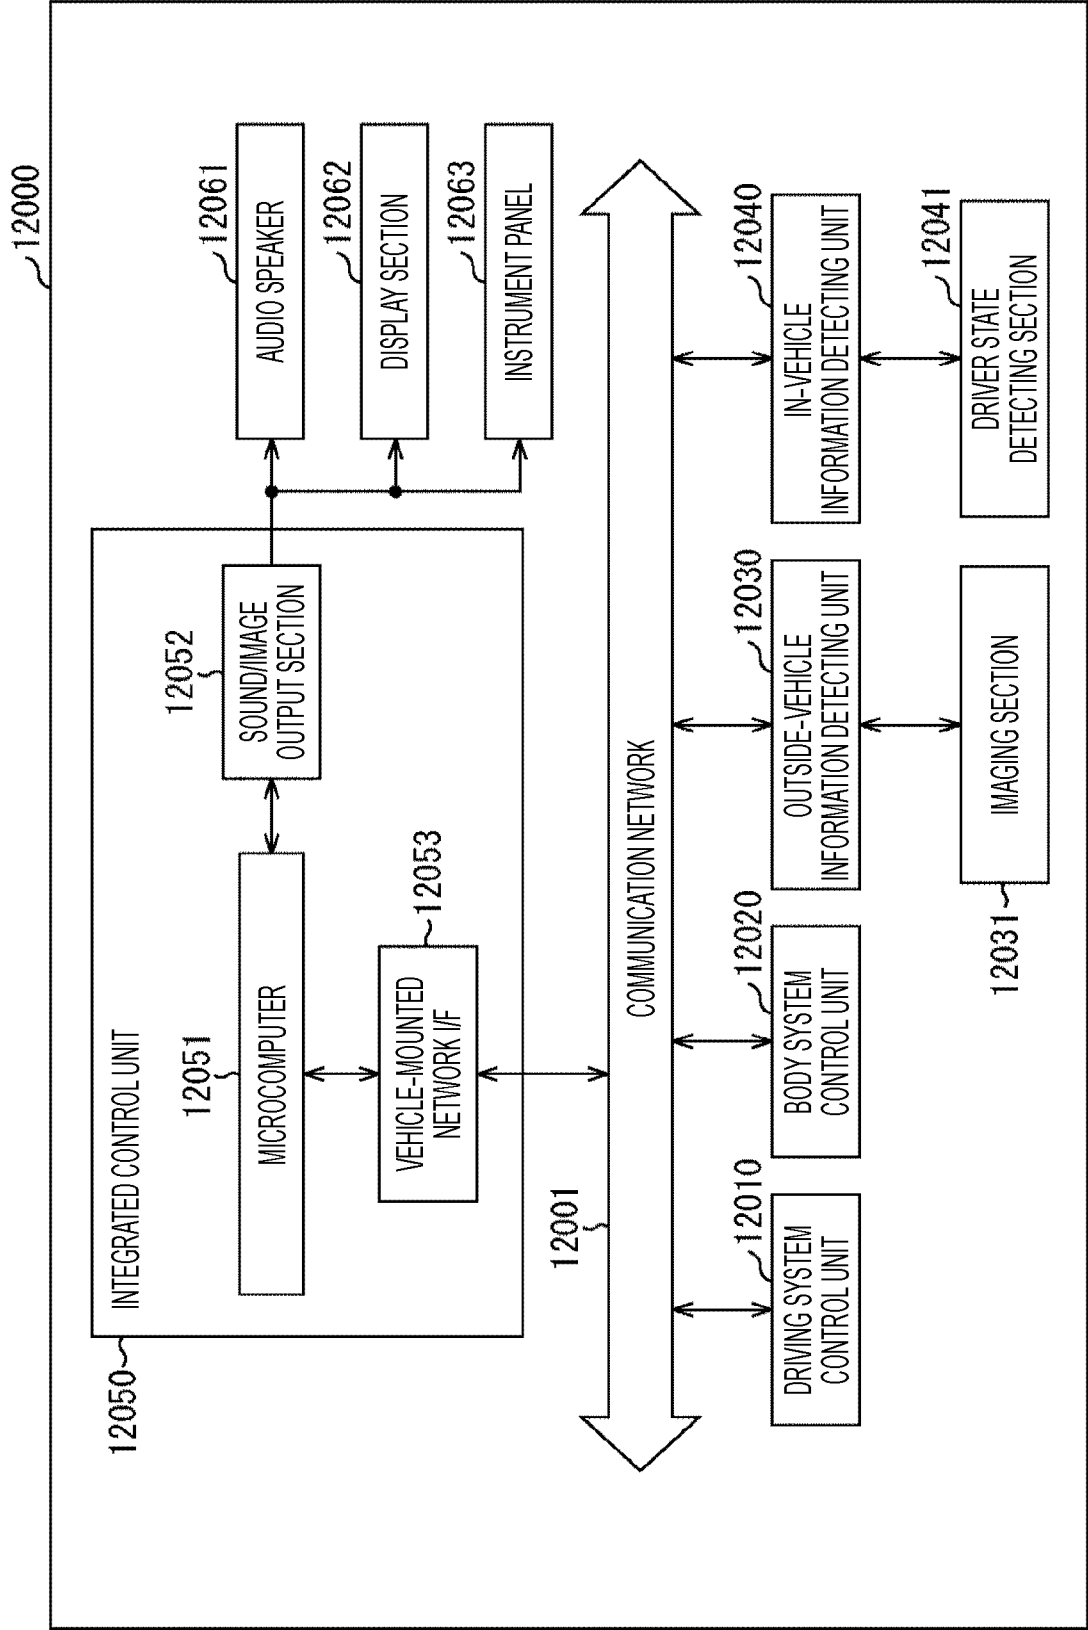 12000
12050
INTEGRATED CONTROL UNIT
12051
MICROCOMPUTER
12052
SOUND/IMAGE
OUTPUT SECTION
12053
VEHICLE-MOUNTED
NETWORK I/F
12061
AUDIO SPEAKER
12062
DISPLAY SECTION
12063
INSTRUMENT PANEL
12001
COMMUNICATION NETWORK
12010
DRIVING SYSTEM
CONTROL UNIT
12020
BODY SYSTEM
CONTROL UNIT
12030
OUTSIDE-VEHICLE
INFORMATION DETECTING UNIT
12040
IN-VEHICLE
INFORMATION DETECTING UNIT
12031
IMAGING SECTION
12041
DRIVER STATE
DETECTING SECTION